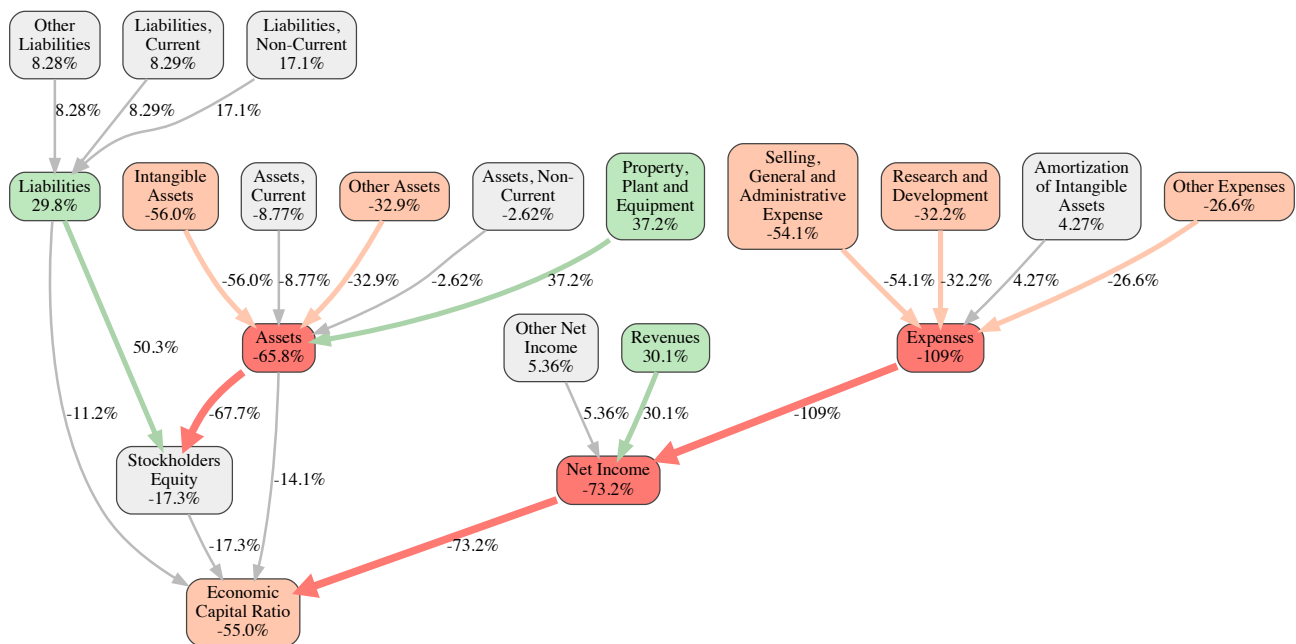 Other
Liabilities
8.28%
Liabilities,
Current
8.29%
Liabilities,
Non-Current
17.1%
8.28%
8.29%
17.1%
Liabilities
29.8%
Intangible
Assets
-56.0%
Assets,
Current
-8.77%
Other Assets
-32.9%
Assets, Non-
Current
-2.62%
Property,
Plant and
Equipment
37.2%
Selling,
General and
Administrative
Expense
-54.1%
Research and
Development
-32.2%
Amortization
of Intangible
Assets
4.27%
Other Expenses
-26.6%
-56.0%
-8.77%
-32.9%
-2.62%
37.2%
-54.1%
-32.2%
4.27%
-26.6%
Assets
-65.8%
Other Net
Income
5.36%
Revenues
30.1%
Expenses
-109%
50.3%
-11.2%
-67.7%
5.36%
30.1%
-109%
Stockholders
Equity
-17.3%
-14.1%
Net Income
-73.2%
-17.3%
-73.2%
Economic
Capital Ratio
-55.0%